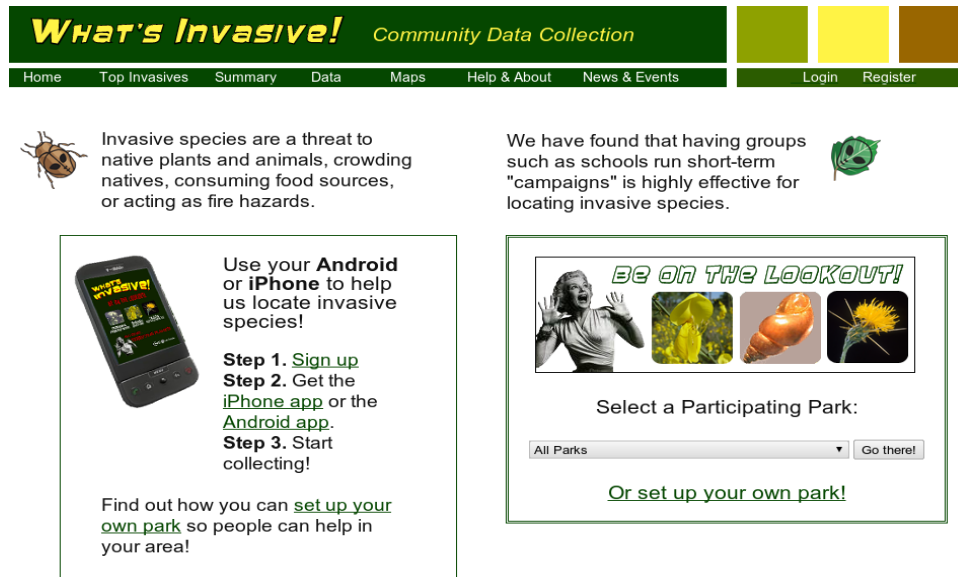 What's Invasive! Community Data Collection
Home Top Invasives Summary Data Maps Help & About News & Events Login Register
Invasive species are a threat to
native plants and animals, crowding
natives, consuming food sources,
or acting as fire hazards.
We have found that having groups
such as schools run short-term
"campaigns" is highly effective for
locating invasive species.
WHAT'S
INVASIVE!
Use your Android
or iPhone to help
us locate invasive
species!
Step 1. Sign up
Step 2. Get the
iPhone app or the
Android app.
Step 3. Start
collecting!
Find out how you can set up your
own park so people can help in
your area!
BE ON THE LOOKOUT!
Select a Participating Park:
All Parks Go there!
Or set up your own park!